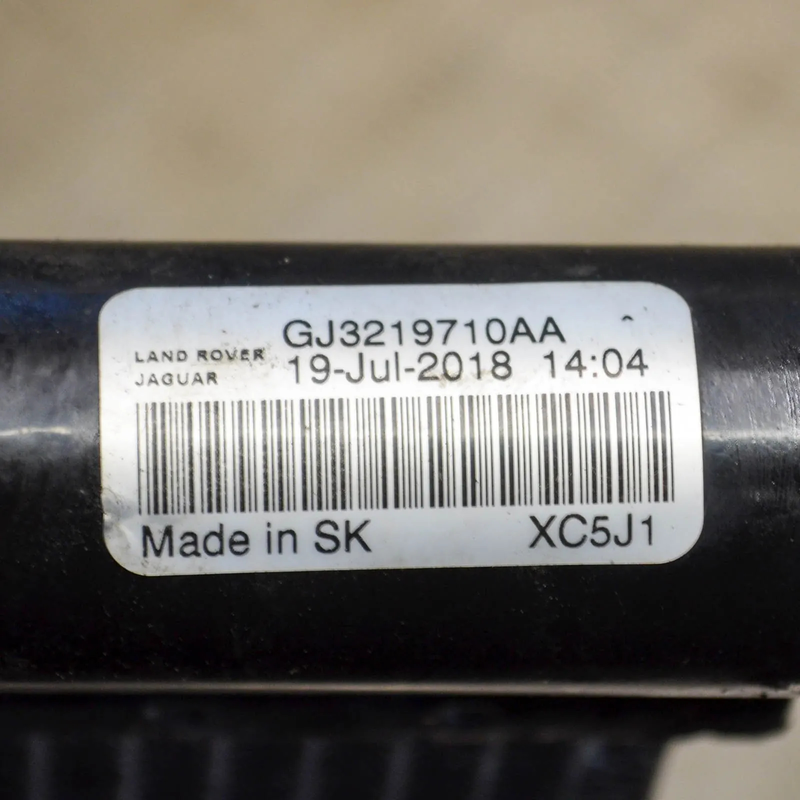 GJ3219710AA
LAND ROVER
JAGUAR
19-Jul-2018 14:04
Made in SK XC5J1